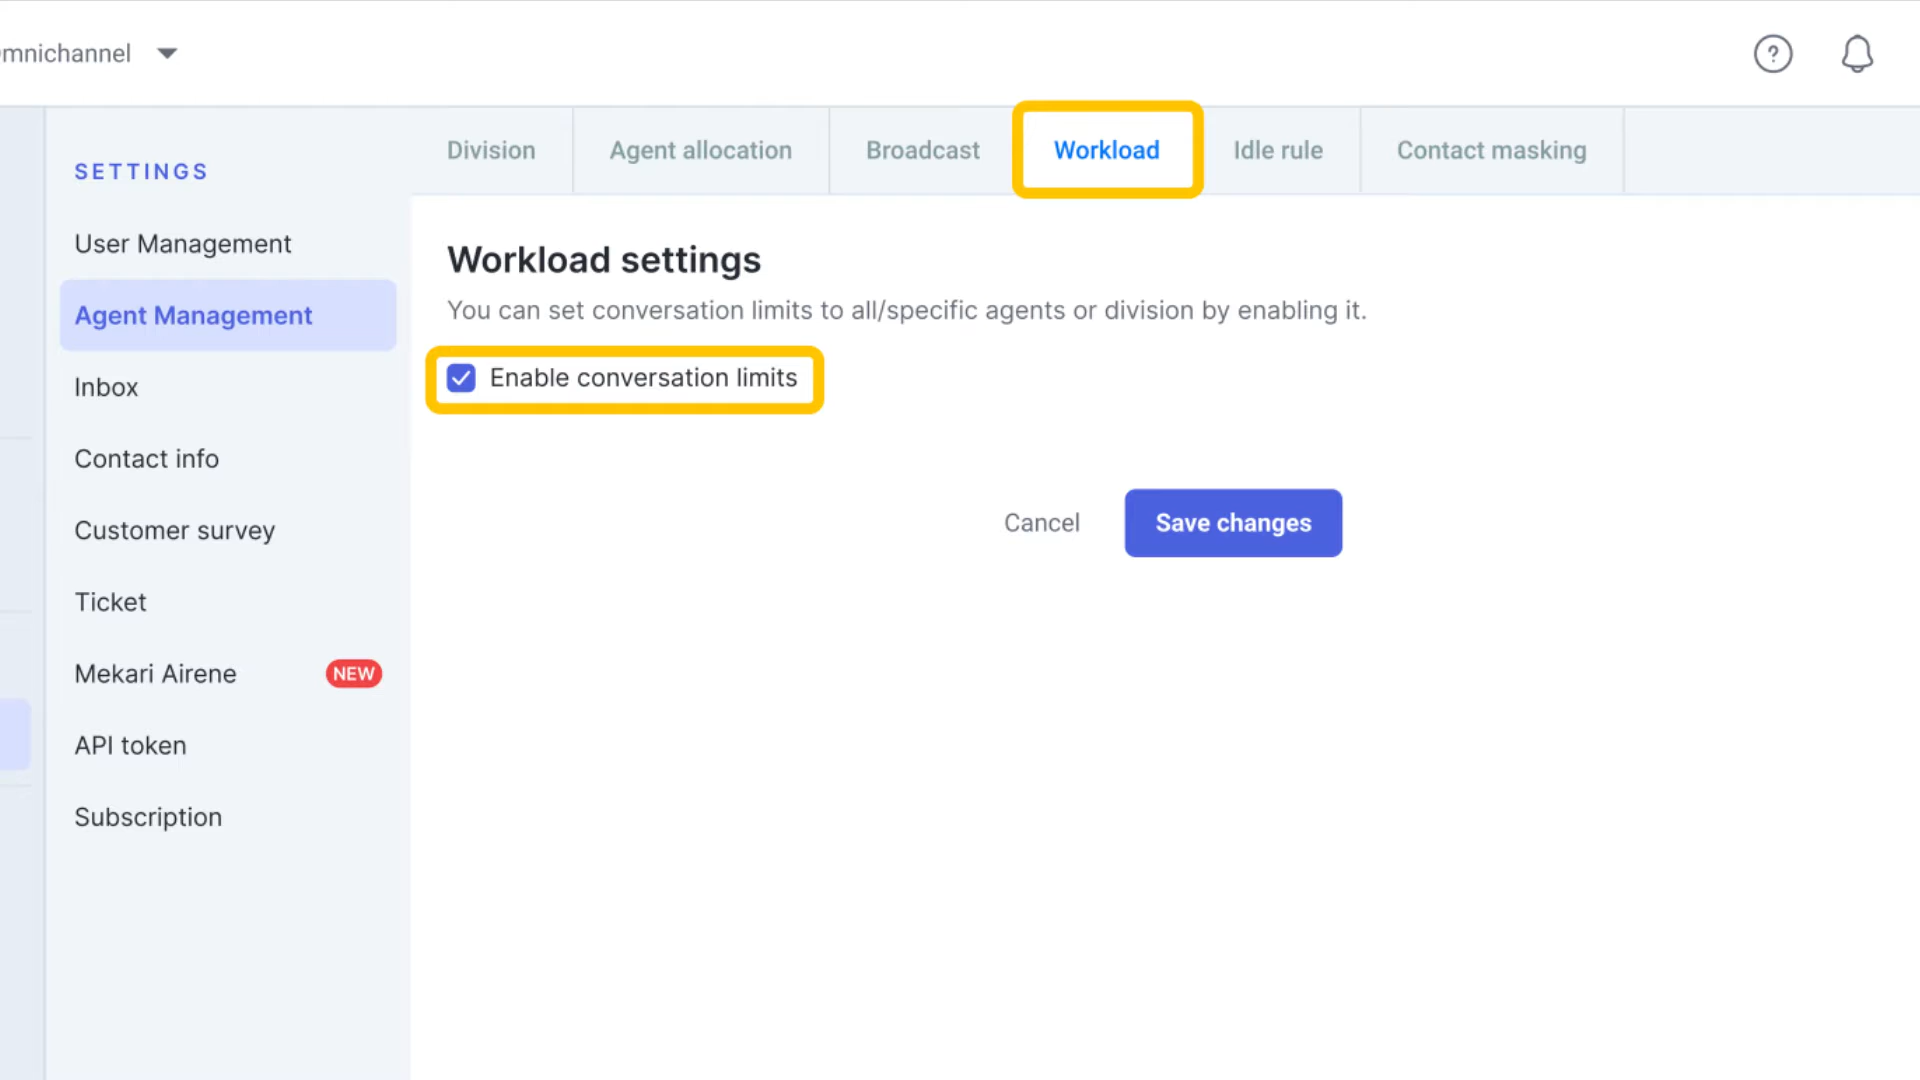 mnichannel
SETTINGS
User Management
Agent Management
Inbox
Contact info
Customer survey
Ticket
Mekari Airene NEW
API token
Subscription
Division Agent allocation Broadcast Workload Idle rule Contact masking
Workload settings
You can set conversation limits to all/specific agents or division by enabling it.
Enable conversation limits
Cancel Save changes